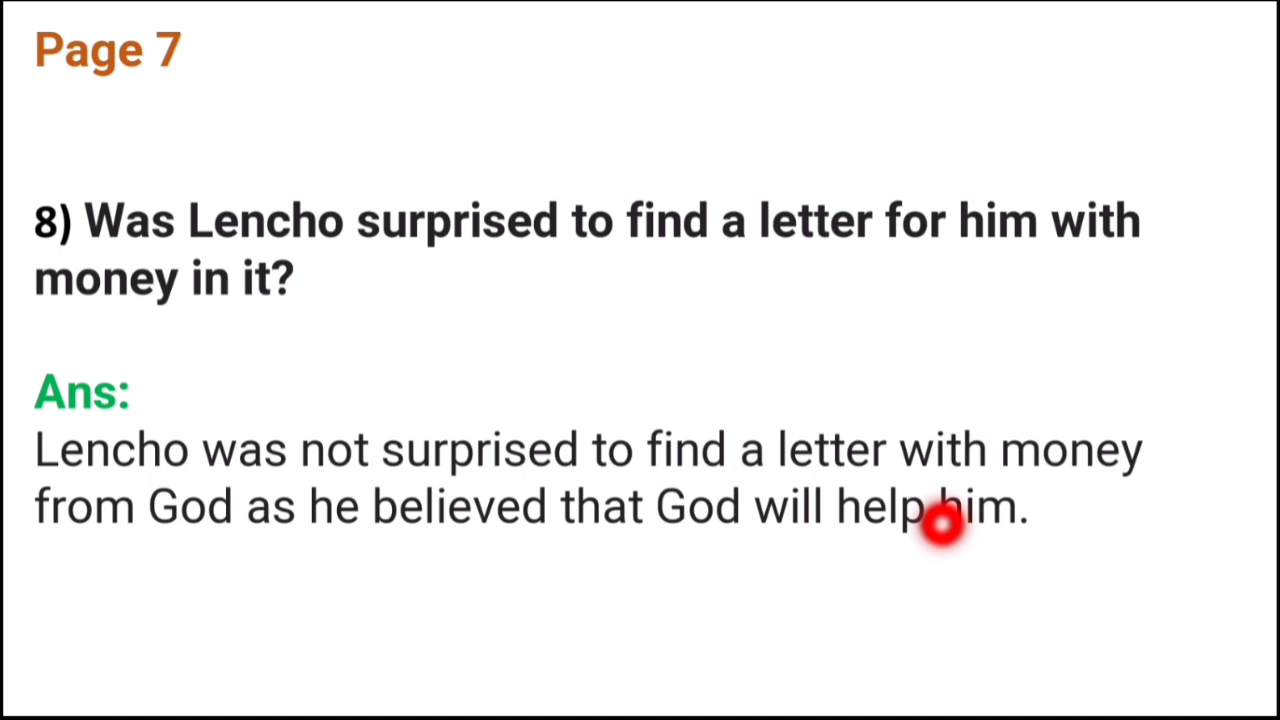 Page 7
8) Was Lencho surprised to find a letter for him with
money in it?
Ans:
Lencho was not surprised to find a letter with money
from God as he believed that God will help him.